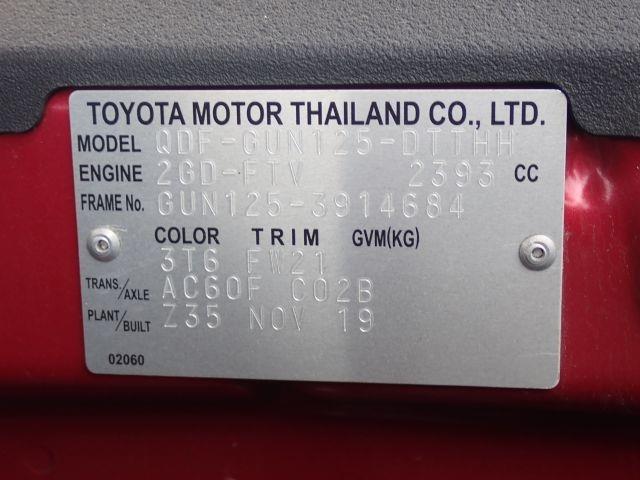 TOYOTA MOTOR THAILAND CO., LTD.
MODEL QDF-GUN125-DTTHH
ENGINE 2GD-FTV 2393 CC
FRAME No. GUN125-3914684
COLOR TRIM GVM(KG)
3T6 FW21
TRANS./AXLE AC60F C02B
PLANT/BUILT Z35 NOV 19
02060